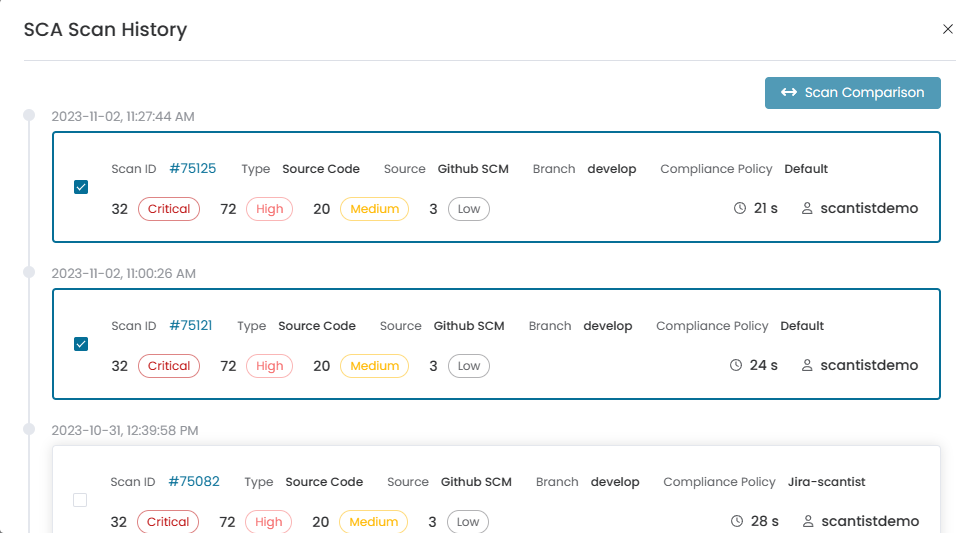 SCA Scan History
Scan Comparison
2023-11-02, 11:27:44 AM
Scan ID #75125 Type Source Code Source Github SCM Branch develop Compliance Policy Default
32 Critical 72 High 20 Medium 3 Low 21 s scantistdemo
2023-11-02, 11:00:26 AM
Scan ID #75121 Type Source Code Source Github SCM Branch develop Compliance Policy Default
32 Critical 72 High 20 Medium 3 Low 24 s scantistdemo
2023-10-31, 12:39:58 PM
Scan ID #75082 Type Source Code Source Github SCM Branch develop Compliance Policy Jira-scantist
32 Critical 72 High 20 Medium 3 Low 28 s scantistdemo